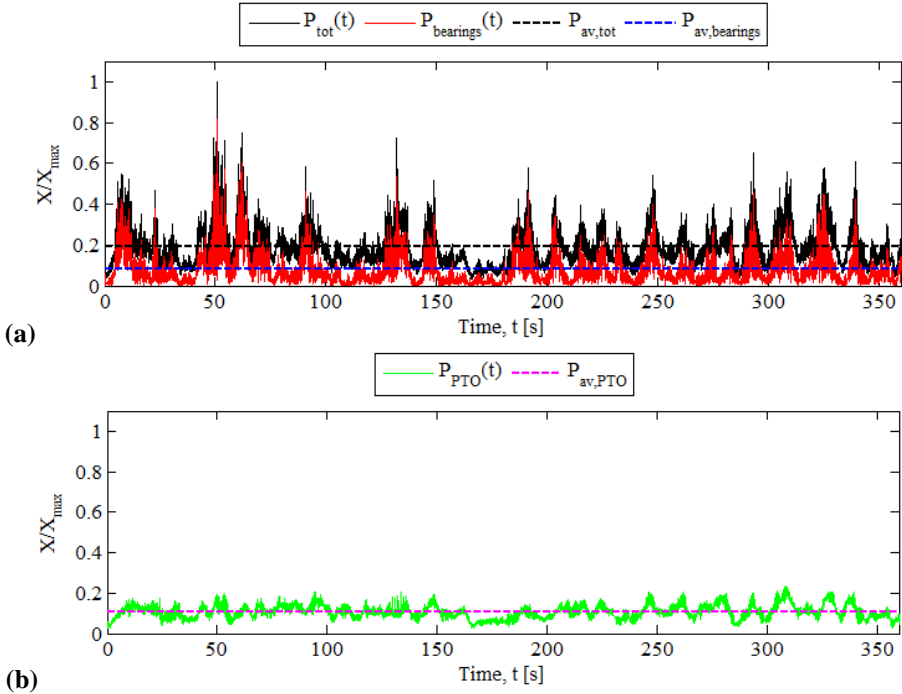 P_tot(t) P_bearings(t) P_av,tot P_av,bearings
X/X_max
1
0.8
0.6
0.4
0.2
0
0 50 100 150 200 250 300 350
Time, t [s]
(a)
P_PTO(t) P_av,PTO
X/X_max
1
0.8
0.6
0.4
0.2
0
0 50 100 150 200 250 300 350
Time, t [s]
(b)